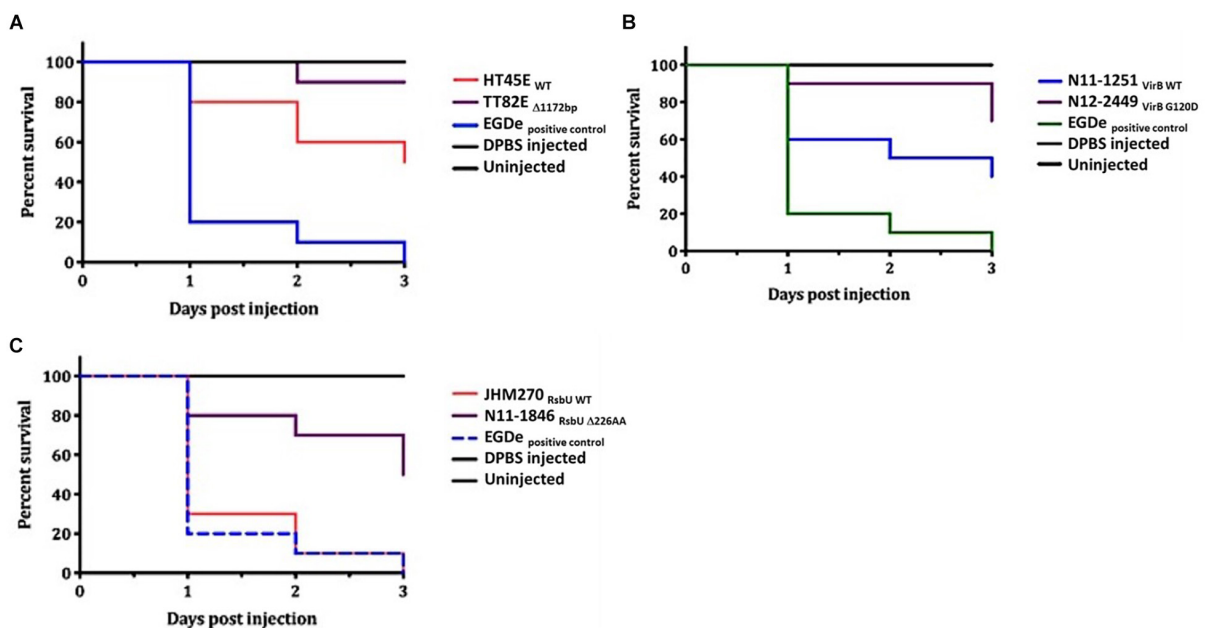 A
Percent survival
100
80
60
40
20
0
0 1 2 3
Days post injection
HT45E WT
TT82E Δ1172bp
EGDe positive control
DPBS injected
Uninjected
B
Percent survival
100
80
60
40
20
0
0 1 2 3
Days post injection
N11-1251 VirB WT
N12-2449 VirB G120D
EGDe positive control
DPBS injected
Uninjected
C
Percent survival
100
80
60
40
20
0
0 1 2 3
Days post injection
JHM270 RsbU WT
N11-1846 RsbU Δ226AA
EGDe positive control
DPBS injected
Uninjected